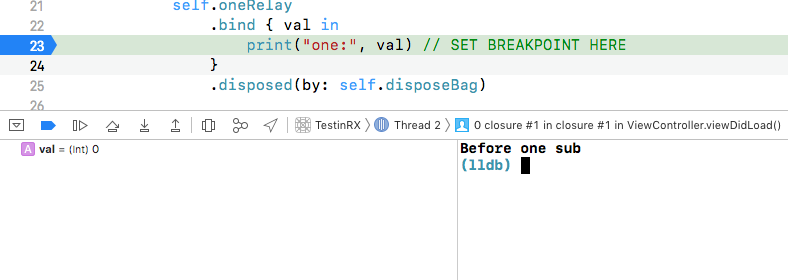 21 self.oneRelay
22 .bind { val in
23 print("one:", val) // SET BREAKPOINT HERE
24 }
25 .disposed(by: self.disposeBag)
26
TestinRX 〉 Thread 2 〉 0 closure #1 in closure #1 in ViewController.viewDidLoad()
A val = (Int) 0
Before one sub
(lldb)